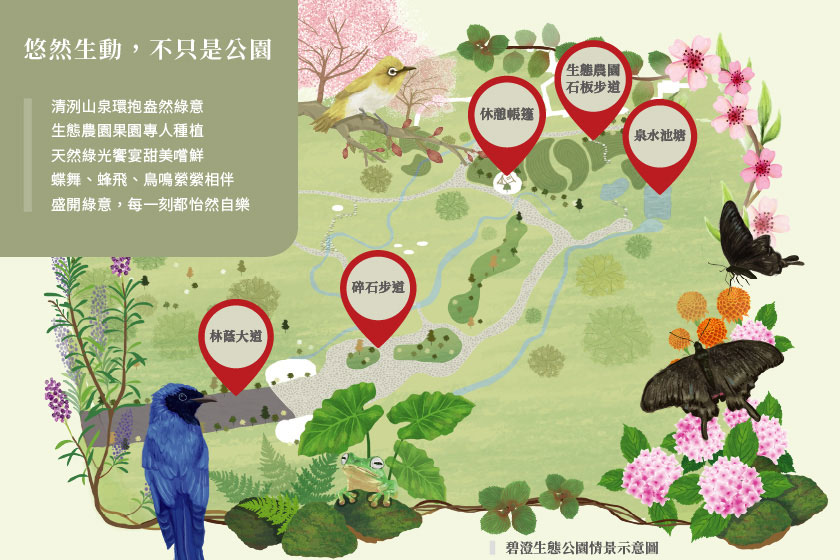 悠然生動，不只是公園
清洌山泉環抱盎然綠意
生態農園果園專人種植
天然綠光饗宴甜美嚐鮮
蝶舞、蜂飛、鳥鳴縈縈相伴
盛開綠意，每一刻都怡然自樂
生態農園
石板步道
休憩帳篷
泉水池塘
碎石步道
林蔭大道
碧澄生態公園情景示意圖